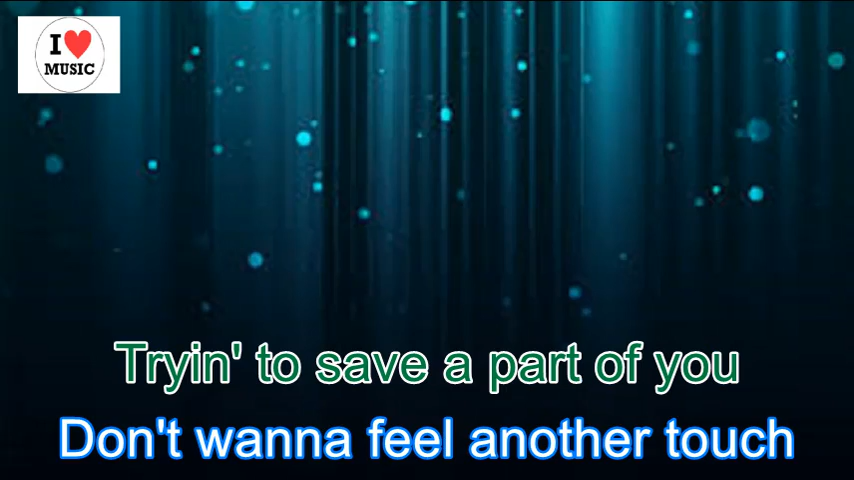 I ❤
MUSIC
Tryin' to save a part of you
Don't wanna feel another touch